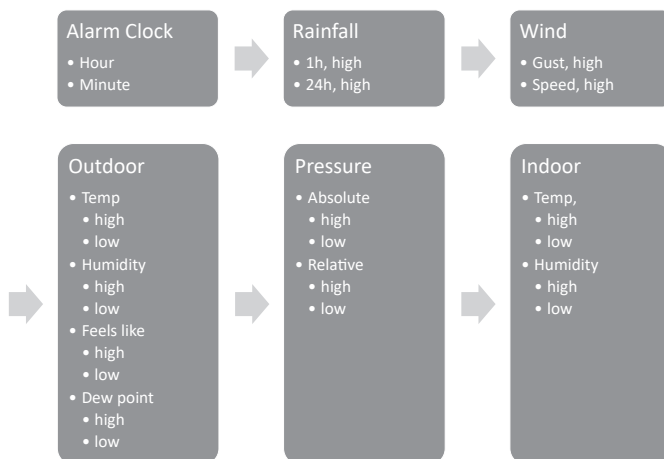 Alarm Clock
• Hour
• Minute
Rainfall
• 1h, high
• 24h, high
Wind
• Gust, high
• Speed, high
Outdoor
• Temp
• high
• low
• Humidity
• high
• low
• Feels like
• high
• low
• Dew point
• high
• low
Pressure
• Absolute
• high
• low
• Relative
• high
• low
Indoor
• Temp,
• high
• low
• Humidity
• high
• low